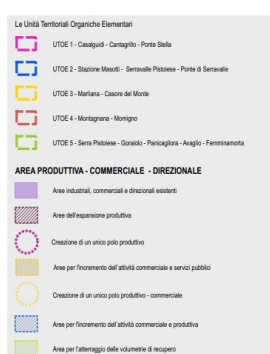 Le Unità Territoriali Organiche Elementari
UTOE 1 - Casalguidi - Cantagrillo - Ponte Stella
UTOE 2 - Stazione Masotti - Serravalle Pistoiese - Ponte di Serravalle
UTOE 3 - Marliana - Casore del Monte
UTOE 4 - Montagnana - Momigno
UTOE 5 - Serra Pistoiese - Goraiolo - Panicagliora - Avaglio - Femminamorta
AREA PRODUTTIVA - COMMERCIALE - DIREZIONALE
Aree industriali, commerciali e direzionali esistenti
Aree dell'espansione produttiva
Creazione di un unico polo produttivo
Aree per l'incremento dell'attività commerciale e servizi pubblici
Creazione di un unico polo produttivo - commerciale
Aree per l'incremento dell'attività commerciale e produttiva
Area per l'atterraggio delle volumetrie di recupero